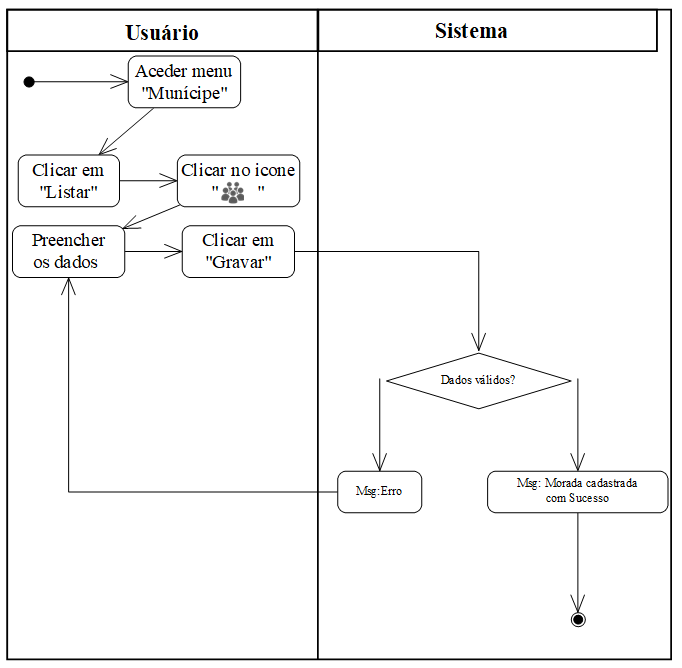 Usuário
Sistema
Aceder menu
"Munícipe"
Clicar em
"Listar"
Clicar no icone
" "
Preencher
os dados
Clicar em
"Gravar"
Dados válidos?
Msg:Erro
Msg: Morada cadastrada
com Sucesso